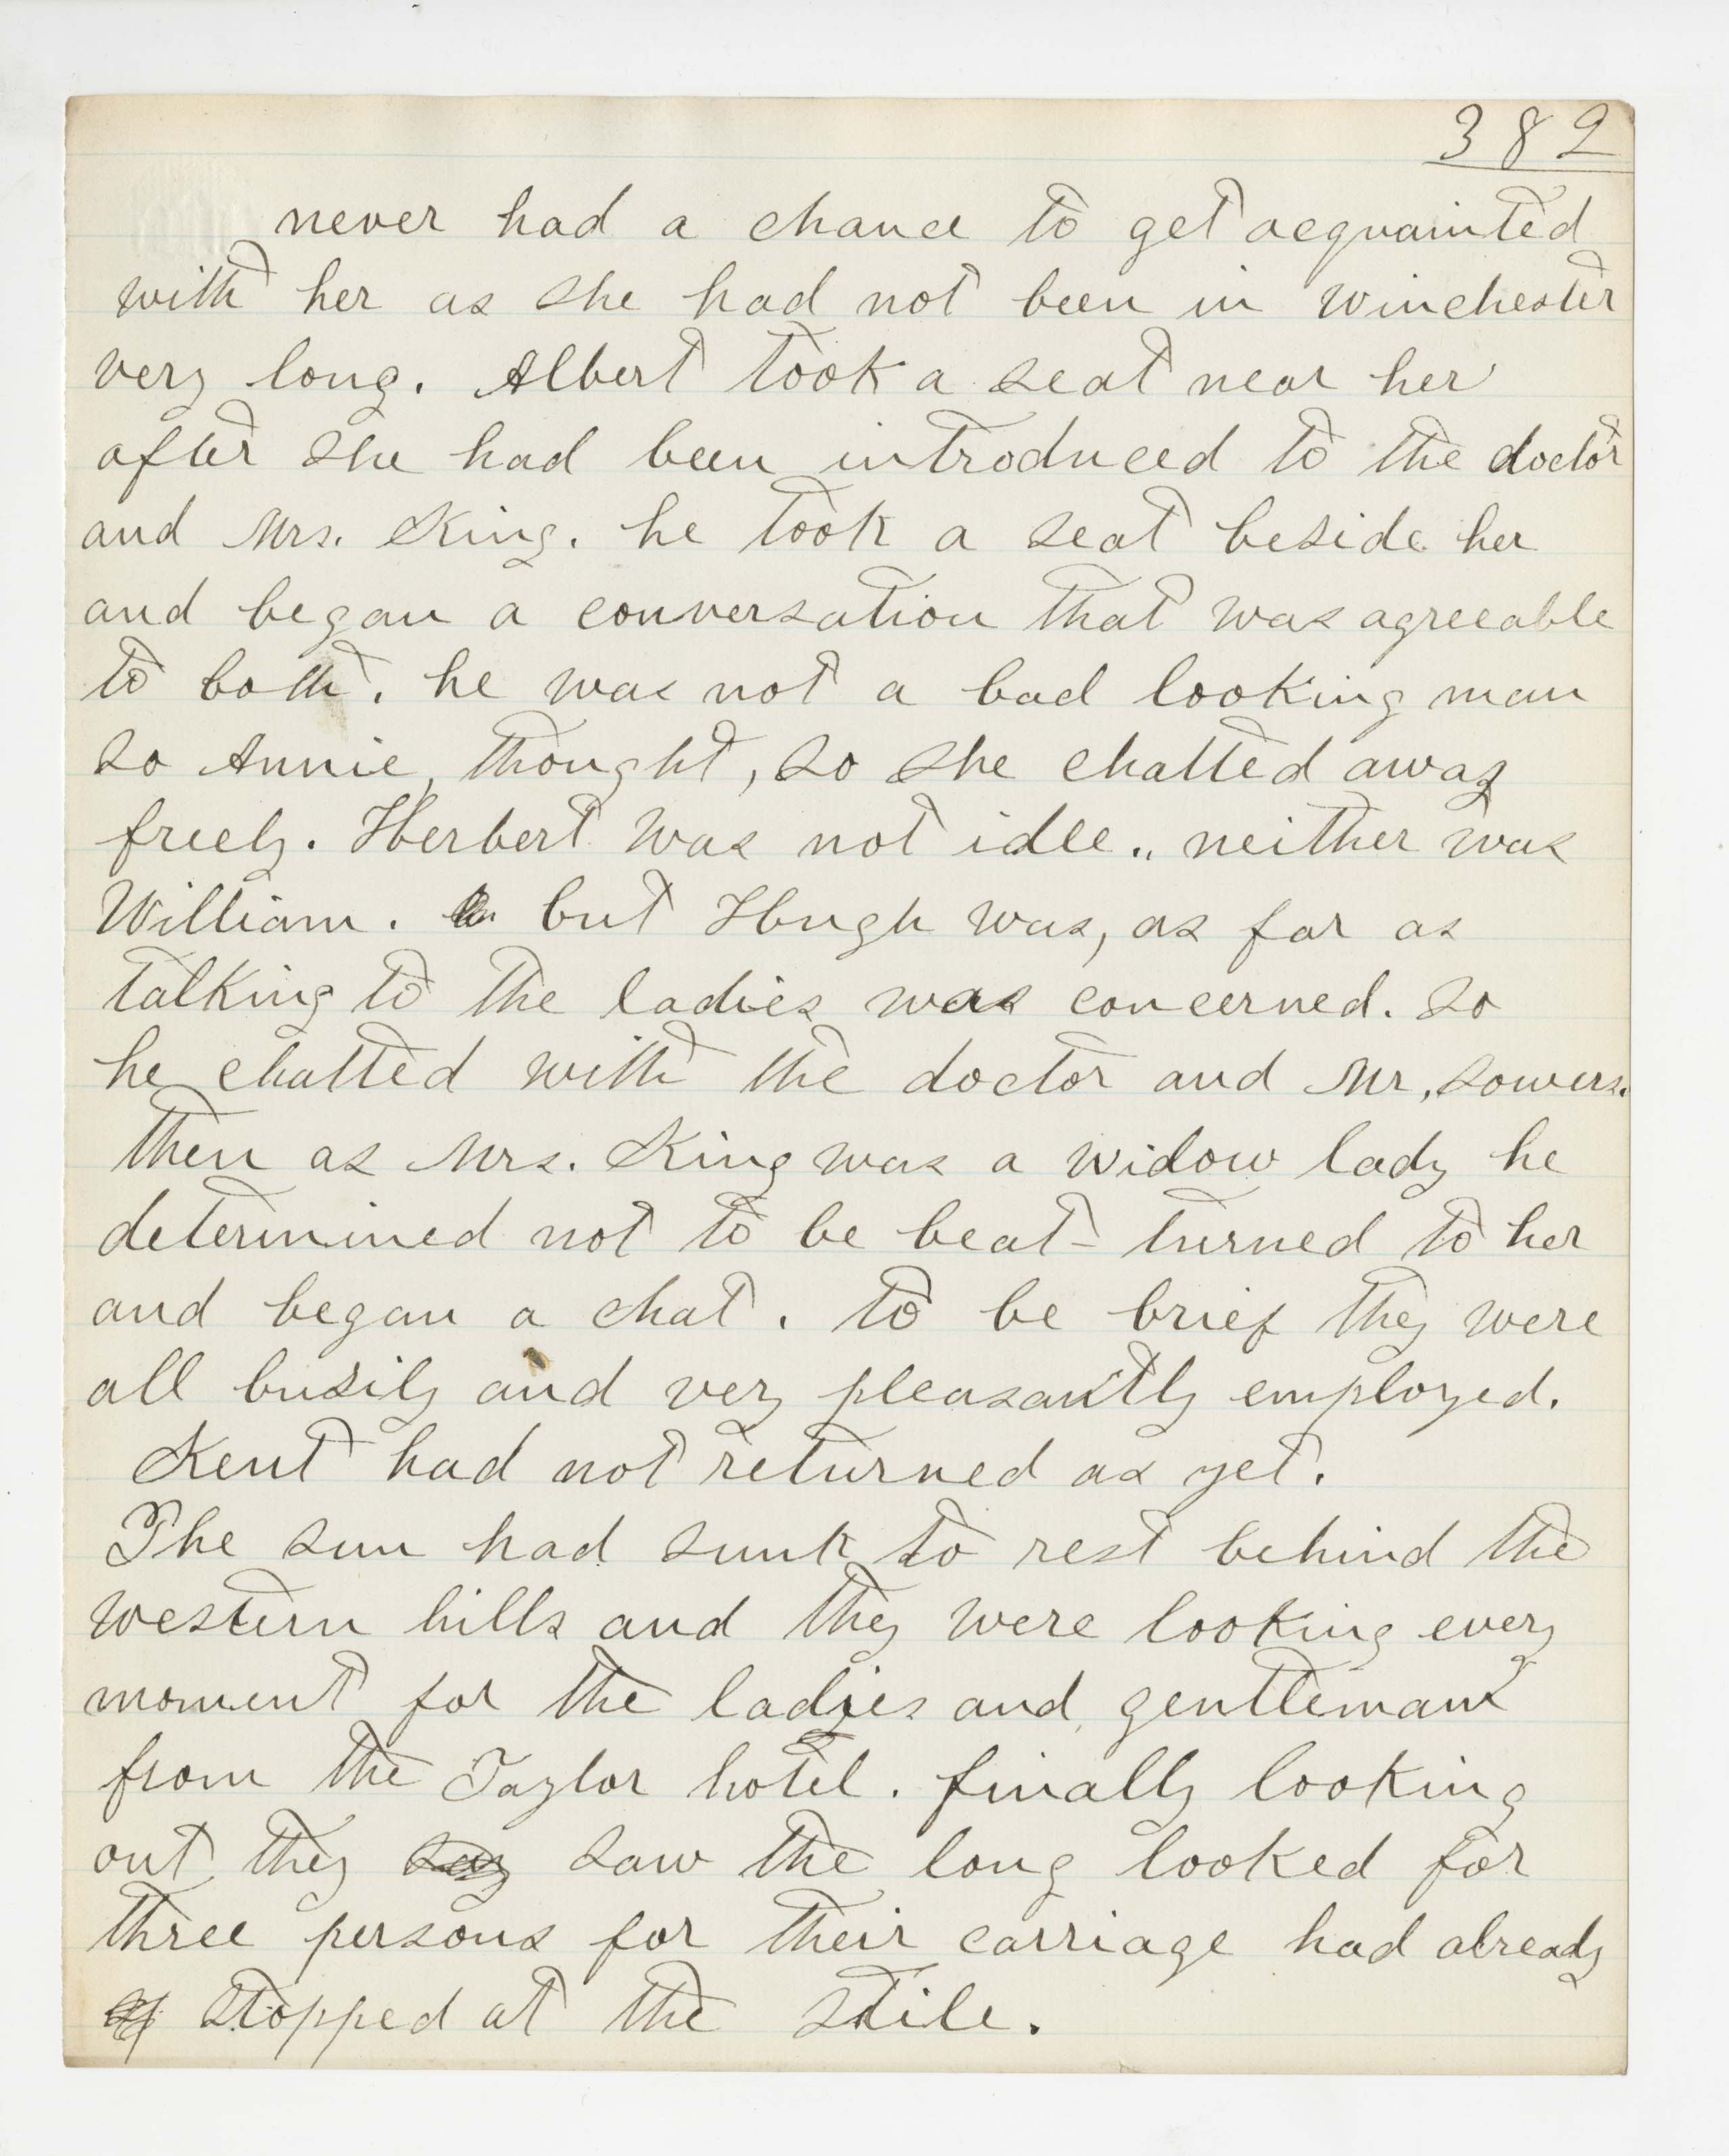 382
never had a chance to get acquainted
with her as she had not been in winchester
very long. Albert took a seat near her
after she had been introduced to the doctor
and Mrs. King. he took a seat beside her
and began a conversation that was agreeable
to both. he was not a bad looking man
so Annie, thought, so she chatted away
freely. Herbert was not idle., neither was
William. but Hugh was, as far as
talking to the ladies was concerned. so
he chatted with the doctor and Mr, Sowers.
then as Mrs. King was a widow lady he
determined not to be beat - turned to her
and began a chat. to be brief they were
all busily and very pleasantly employed.
Kent had not returned as yet.
The sun had sunk to rest behind the
western hills and they were looking every
moment for the ladies and gentleman
from the Taylor hotel. finally looking
out they say saw the long looked for
three persons for their carriage had already
stopped at the stile.